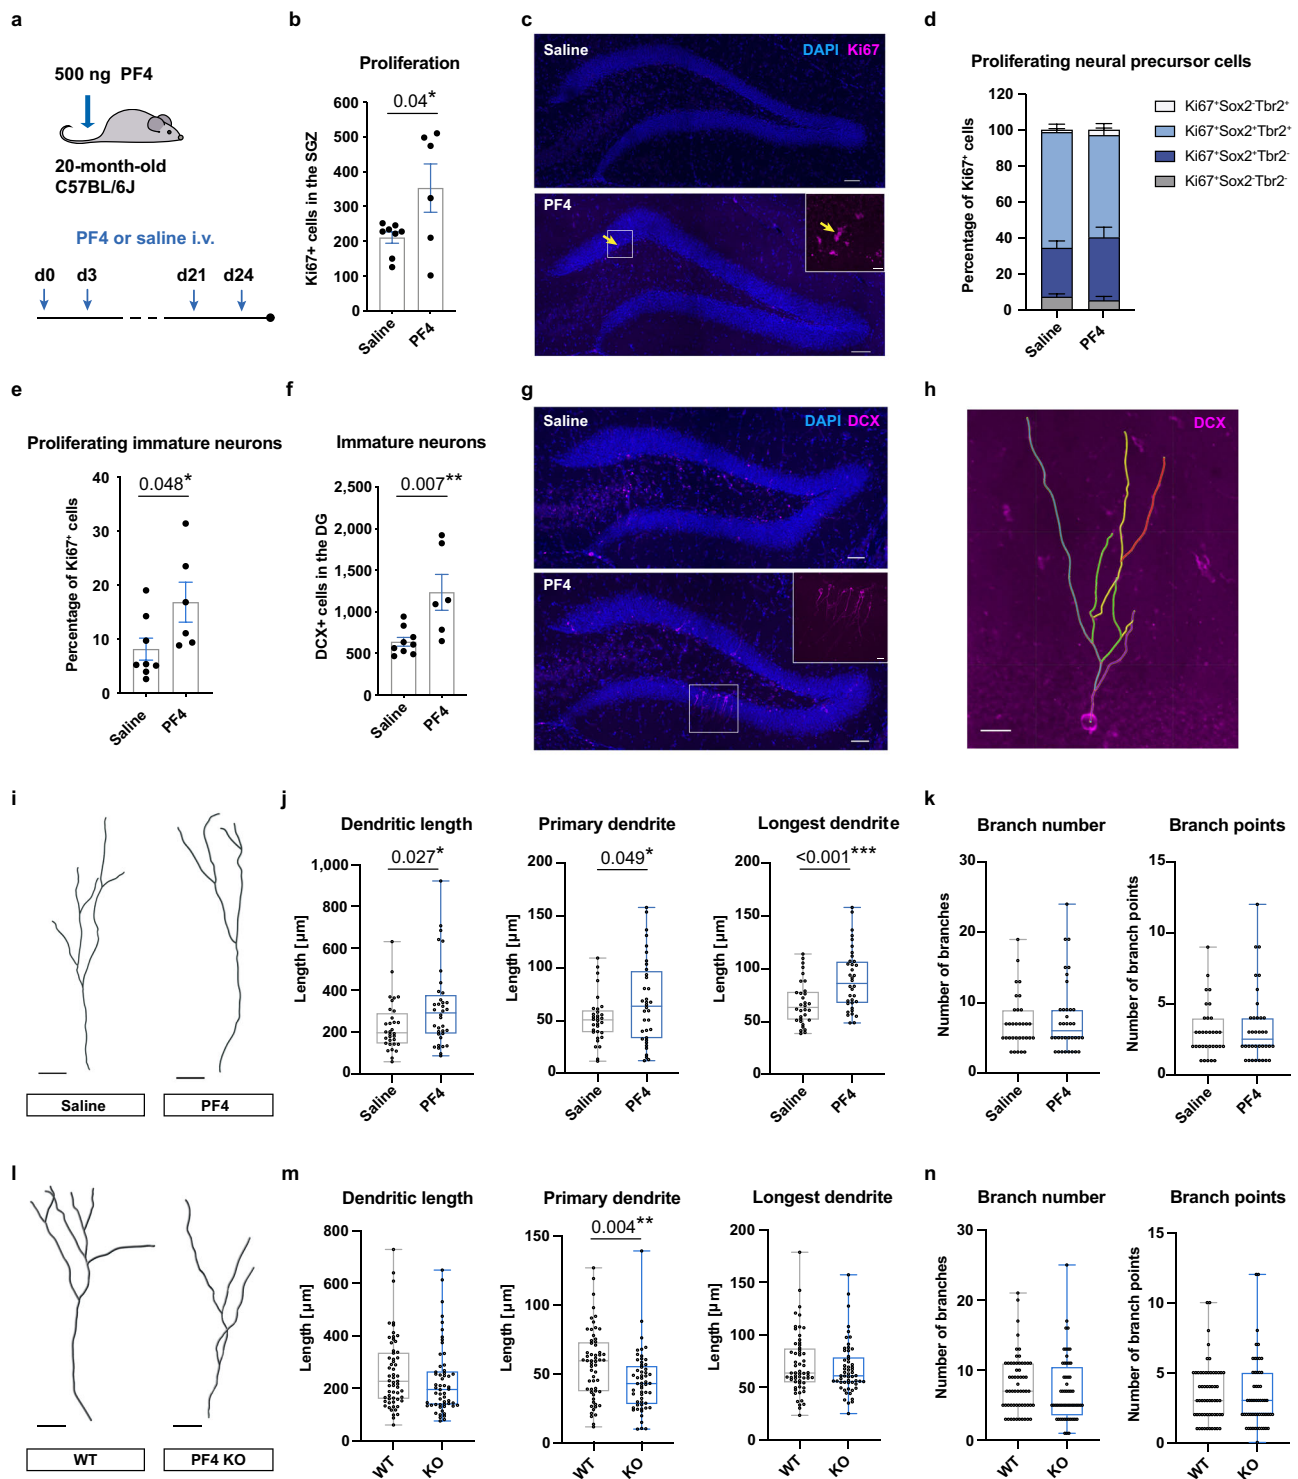 a
500 ng PF4
20-month-old
C57BL/6J
PF4 or saline i.v.
d0 d3 d21 d24
b
Proliferation
0.04*
Ki67+ cells in the SGZ
600
500
400
300
200
100
0
Saline PF4
c
Saline DAPI Ki67
PF4
d
Proliferating neural precursor cells
Percentage of Ki67⁺ cells
120
100
80
60
40
20
0
Saline PF4
Ki67⁺Sox2⁻Tbr2⁺
Ki67⁺Sox2⁺Tbr2⁺
Ki67⁺Sox2⁺Tbr2⁻
Ki67⁺Sox2⁻Tbr2⁻
e
Proliferating immature neurons
0.048*
Percentage of Ki67⁺ cells
40
30
20
10
0
Saline PF4
f
Immature neurons
0.007**
DCX+ cells in the DG
2,500
2,000
1,500
1,000
500
0
Saline PF4
g
Saline DAPI DCX
PF4
h
DCX
i
Saline PF4
j
Dendritic length
0.027*
Length [µm]
1,000
800
600
400
200
0
Saline PF4
Primary dendrite
0.049*
Length [µm]
200
150
100
50
0
Saline PF4
Longest dendrite
<0.001***
Length [µm]
200
150
100
50
0
Saline PF4
k
Branch number
Number of branches
30
20
10
0
Saline PF4
Branch points
Number of branch points
15
10
5
0
Saline PF4
l
WT PF4 KO
m
Dendritic length
Length [µm]
800
600
400
200
0
WT KO
Primary dendrite
0.004**
Length [µm]
150
100
50
0
WT KO
Longest dendrite
Length [µm]
200
150
100
50
0
WT KO
n
Branch number
Number of branches
30
20
10
0
WT KO
Branch points
Number of branch points
15
10
5
0
WT KO